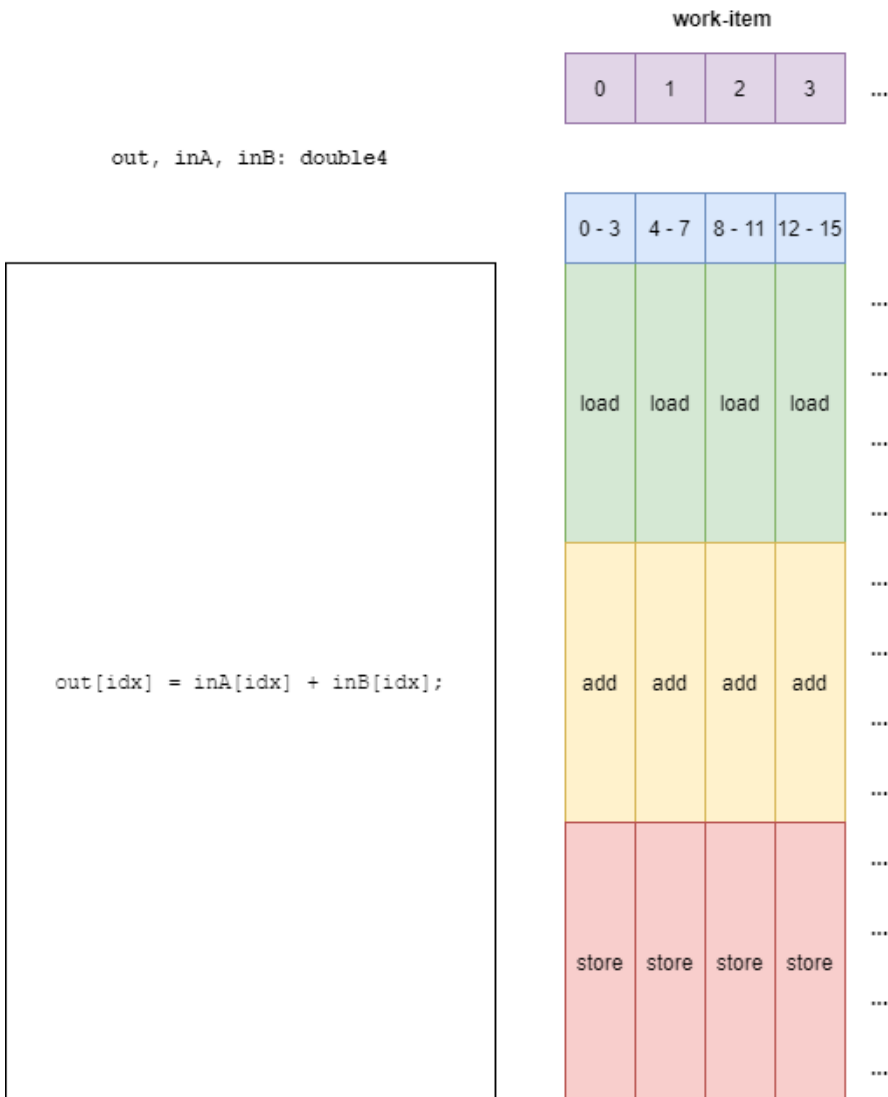 work-item
0 1 2 3 ...
out, inA, inB: double4
0 - 3 4 - 7 8 - 11 12 - 15
...
...
load load load load
...
...
...
...
out[idx] = inA[idx] + inB[idx]; add add add add
...
...
...
...
store store store store
...
...